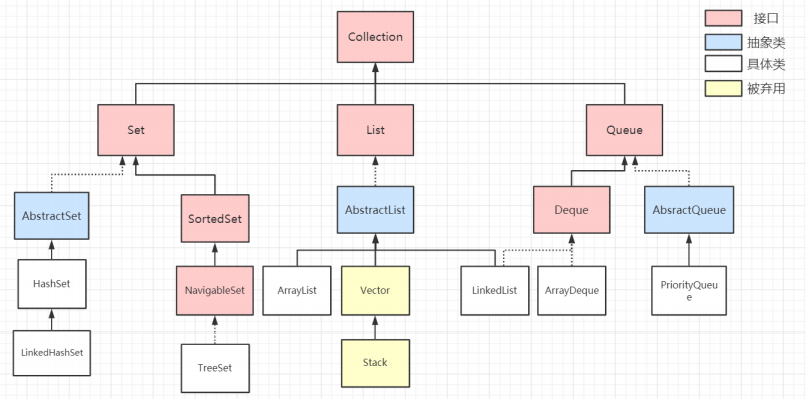 Collection
接口
抽象类
具体类
被弃用
Set
List
Queue
AbstractSet
SortedSet
AbstractList
Deque
AbsractQueue
HashSet
NavigableSet
ArrayList
Vector
LinkedList
ArrayDeque
PriorityQueu
e
LinkedHashSet
TreeSet
Stack